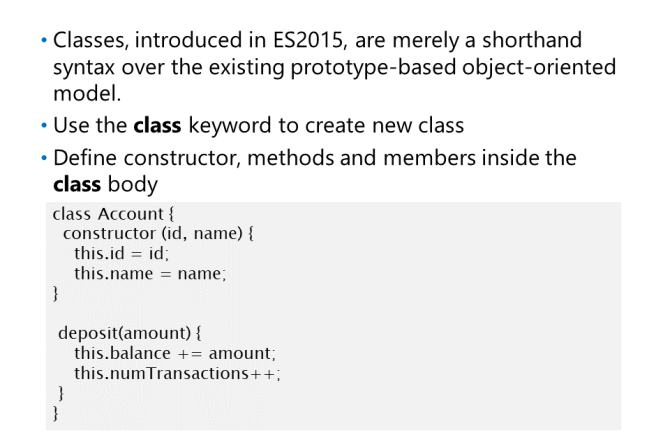 • Classes, introduced in ES2015, are merely a shorthand
syntax over the existing prototype-based object-oriented
model.
• Use the class keyword to create new class
• Define constructor, methods and members inside the
class body
class Account {
constructor (id, name) {
this.id = id;
this.name = name;
}
deposit(amount) {
this.balance += amount;
this.numTransactions++;
}
}